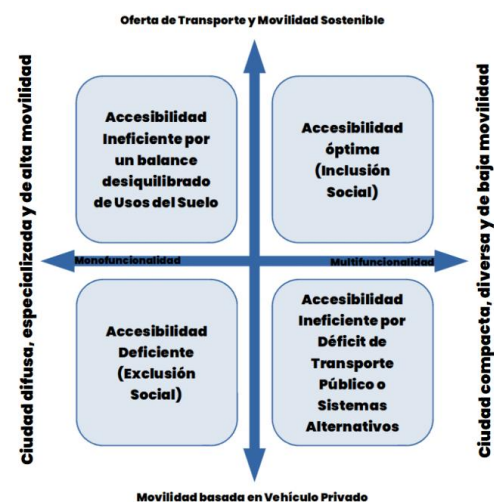 Oferta de Transporte y Movilidad Sostenible
Ciudad difusa, especializada y de alta movilidad
Accesibilidad
Ineficiente por
un balance
desiquilibrado
de Usos del Suelo
Accesibilidad
óptima
(Inclusión
Social)
Monofuncionalidad
Multifuncionalidad
Accesibilidad
Deficiente
(Exclusión
Social)
Accesibilidad
Ineficiente por
Déficit de
Transporte
Público o
Sistemas
Alternativos
Ciudad compacta, diversa y de baja movilidad
Movilidad basada en Vehículo Privado